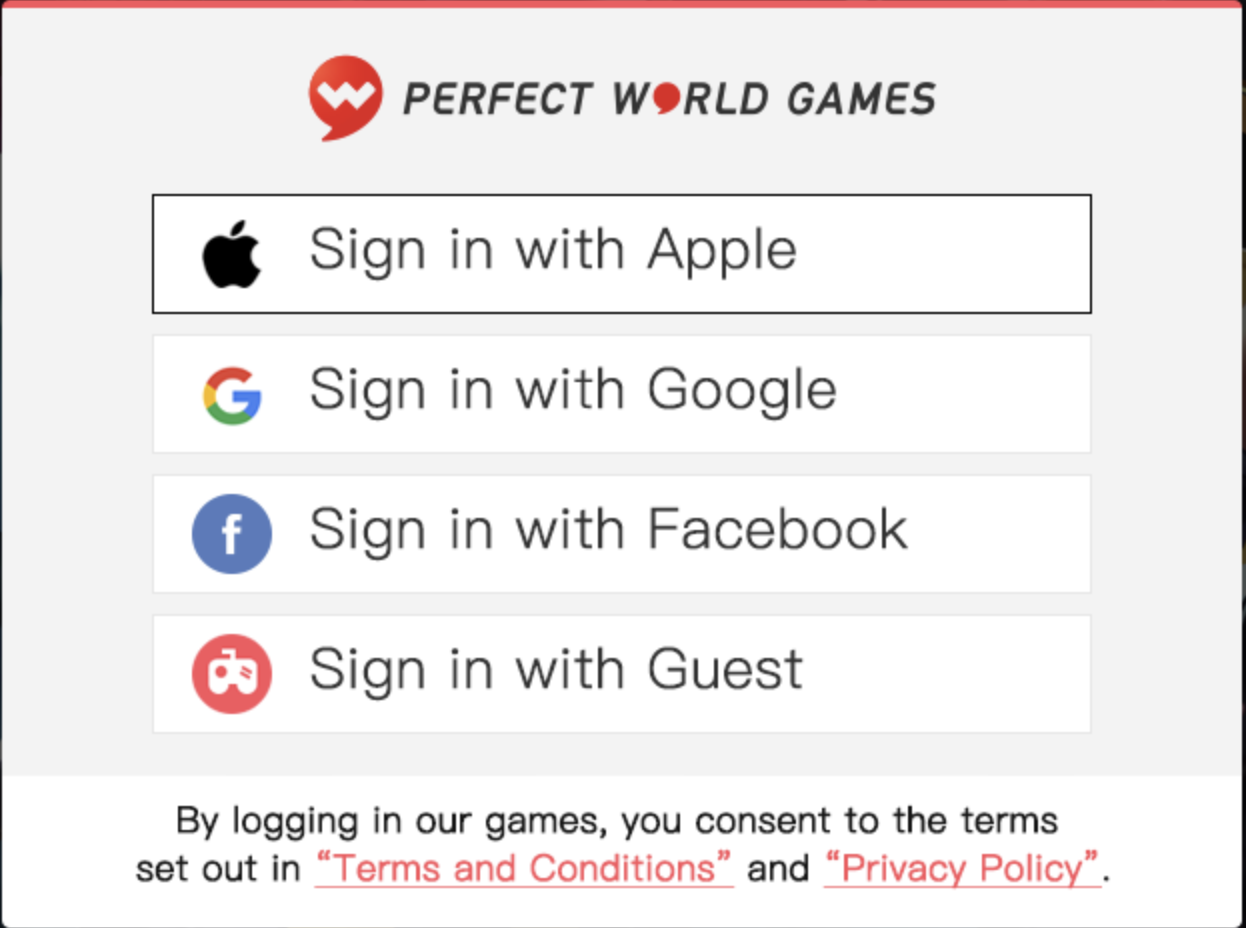 PERFECT WORLD GAMES
Sign in with Apple
Sign in with Google
Sign in with Facebook
Sign in with Guest
By logging in our games, you consent to the terms
set out in “Terms and Conditions” and “Privacy Policy”.